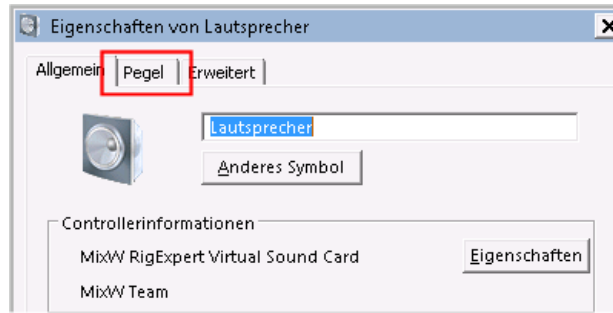 Eigenschaften von Lautsprecher
Allgemein Pegel Erweitert
Lautsprecher
Anderes Symbol
Controllerinformationen
MixW RigExpert Virtual Sound Card Eigenschaften
MixW Team